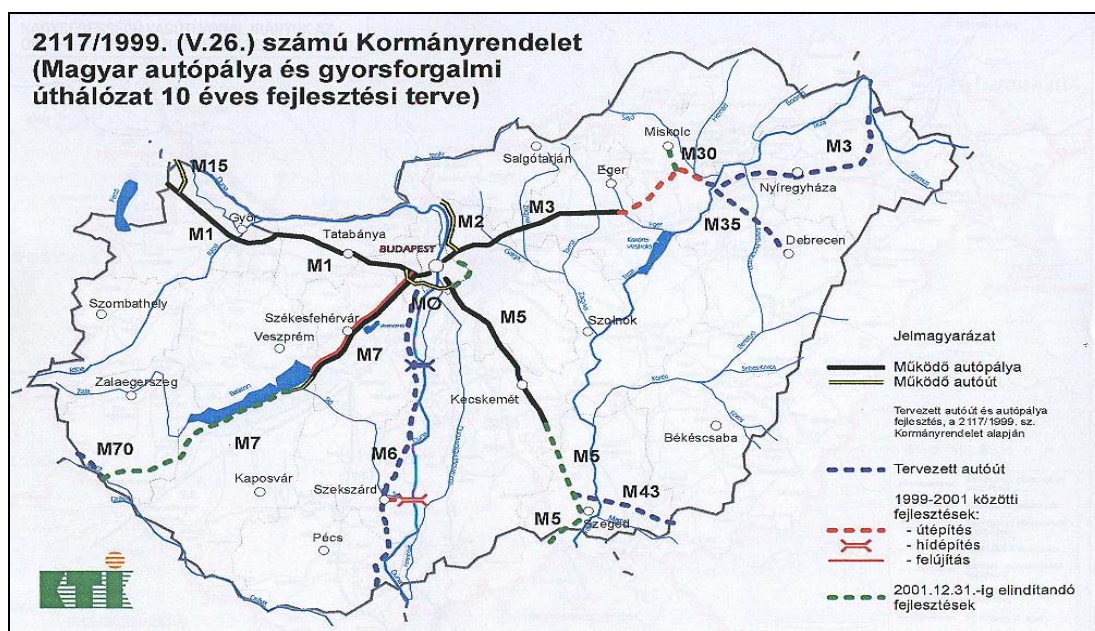 2117/1999. (V.26.) számú Kormányrendelet
(Magyar autópálya és gyorsforgalmi
úthálózat 10 éves fejlesztési terve)
M15
Győr
M1
Tatabánya
M1
BUDAPEST
M2
M0
M3
Salgótarján
Eger
Miskolc
M30
M3
Nyíregyháza
M35
Debrecen
Szombathely
Székesfehérvár
Veszprém
M7
M5
Szolnok
Zalaegerszeg
Balaton
Kecskemét
M70
M7
M6
Kaposvár
Szekszárd
Békéscsaba
M5
M43
M5
Szeged
Pécs
KTI
Jelmagyarázat
Működő autópálya
Működő autóút
Tervezett autóút és autópálya
fejlesztés, a 2117/1999. sz.
Kormányrendelet alapján
Tervezett autóút
1999-2001 közötti
fejlesztések:
- útépítés
- hídépítés
- felújítás
2001.12.31.-ig elindítandó
fejlesztések